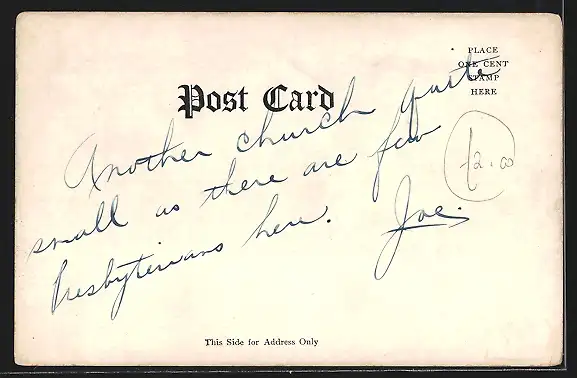 PLACE
ONE CENT
STAMP
HERE
Post Card
Another church quite
small as there are few
Presbyterians here. Joe.
12.00
This Side for Address Only